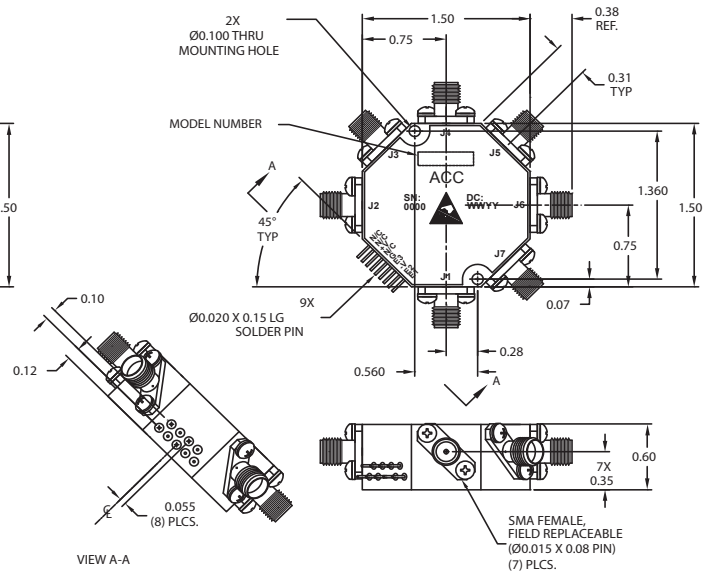 2X
Ø0.100 THRU
MOUNTING HOLE
1.50
0.75
0.38
REF.
0.31
TYP
MODEL NUMBER
J4
J3
J5
ACC
A
J2
SN:
0000
DC:
WWYY
J6
.50
1.360
1.50
45°
TYP
0.75
J7
J1
0.07
0.10
9X
Ø0.020 X 0.15 LG
SOLDER PIN
0.28
0.560
A
0.12
0.60
7X
0.35
0.055
(8) PLCS.
SMA FEMALE,
FIELD REPLACEABLE
(Ø0.015 X 0.08 PIN)
(7) PLCS.
VIEW A-A